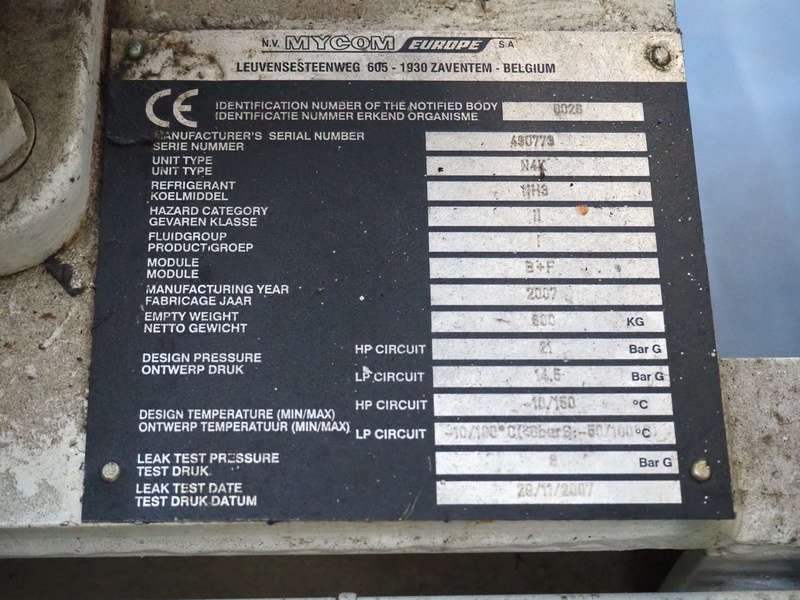 N.V. MYCOM EUROPE S.A
LEUVENSESTEENWEG 605 - 1930 ZAVENTEM - BELGIUM
CE IDENTIFICATION NUMBER OF THE NOTIFIED BODY 0026
IDENTIFICATIE NUMMER ERKEND ORGANISME
MANUFACTURER'S SERIAL NUMBER 430773
SERIE NUMMER
UNIT TYPE N4K
UNIT TYPE
REFRIGERANT NH3
KOELMIDDEL
HAZARD CATEGORY II
GEVAREN KLASSE
FLUIDGROUP I
PRODUCTGROEP
MODULE B+F
MODULE
MANUFACTURING YEAR 2007
FABRICAGE JAAR
EMPTY WEIGHT KG
NETTO GEWICHT
HP CIRCUIT 21 Bar G
DESIGN PRESSURE
ONTWERP DRUK
LP CIRCUIT 14.5 Bar G
HP CIRCUIT -10/150 °C
DESIGN TEMPERATURE (MIN/MAX)
ONTWERP TEMPERATUUR (MIN/MAX)
LP CIRCUIT °C
LEAK TEST PRESSURE 8 Bar G
TEST DRUK
LEAK TEST DATE 29/11/2007
TEST DRUK DATUM